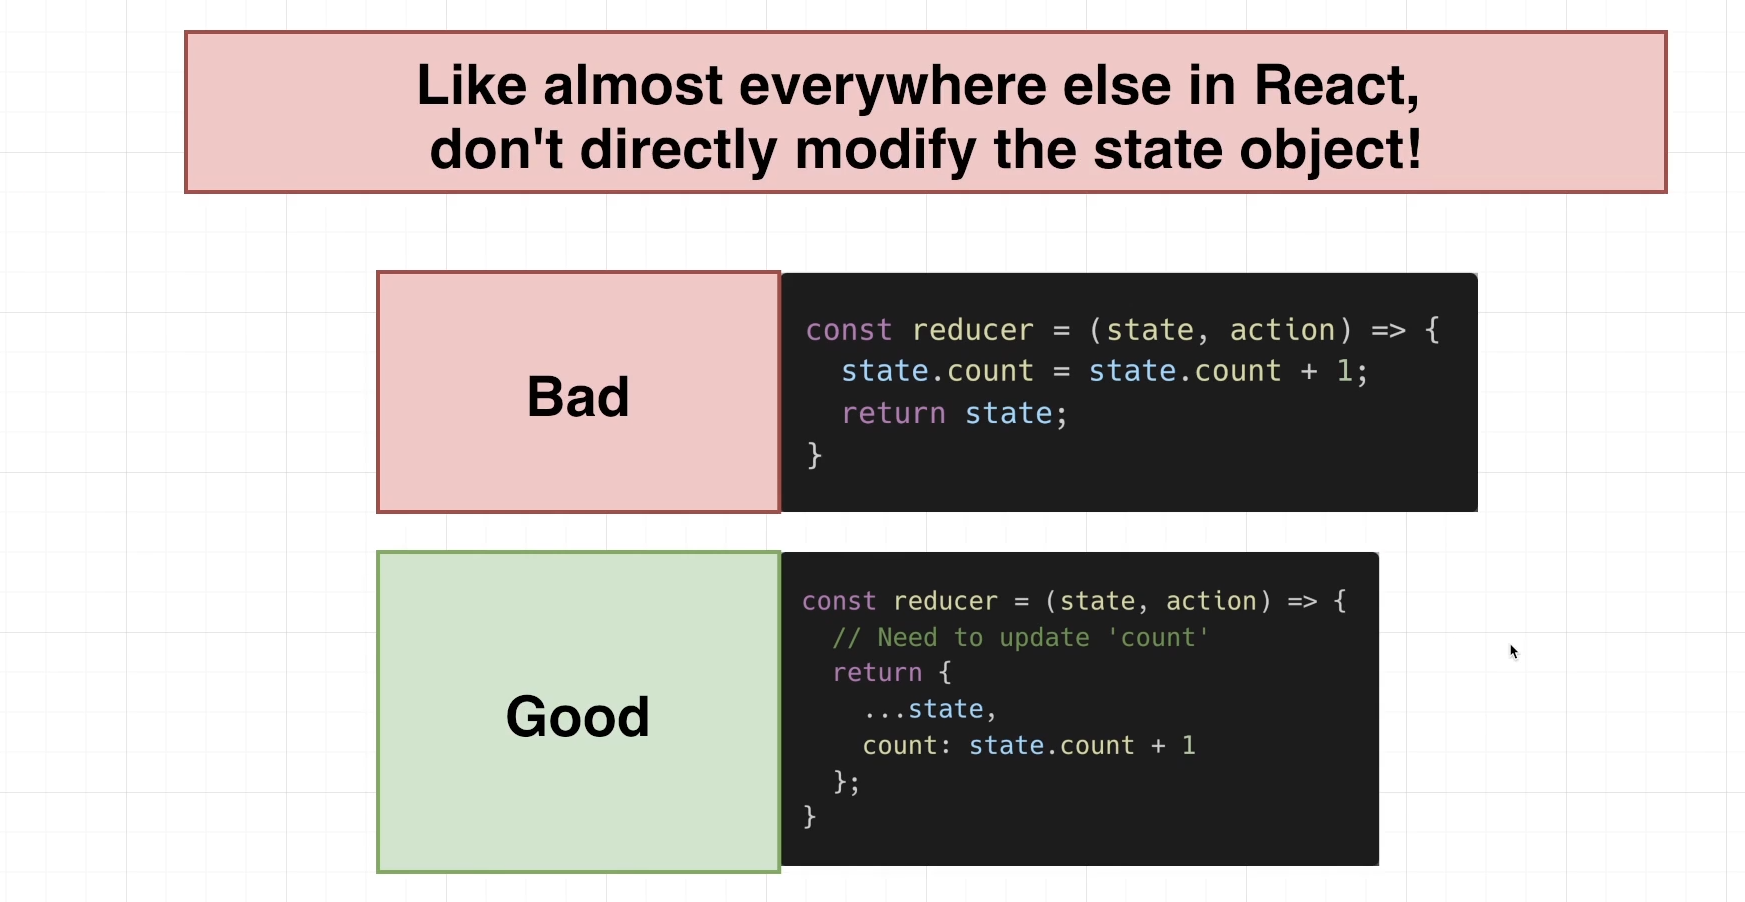 Like almost everywhere else in React,
don't directly modify the state object!
Bad
const reducer = (state, action) => {
  state.count = state.count + 1;
  return state;
}
Good
const reducer = (state, action) => {
  // Need to update 'count'
  return {
    ...state,
    count: state.count + 1
  };
}